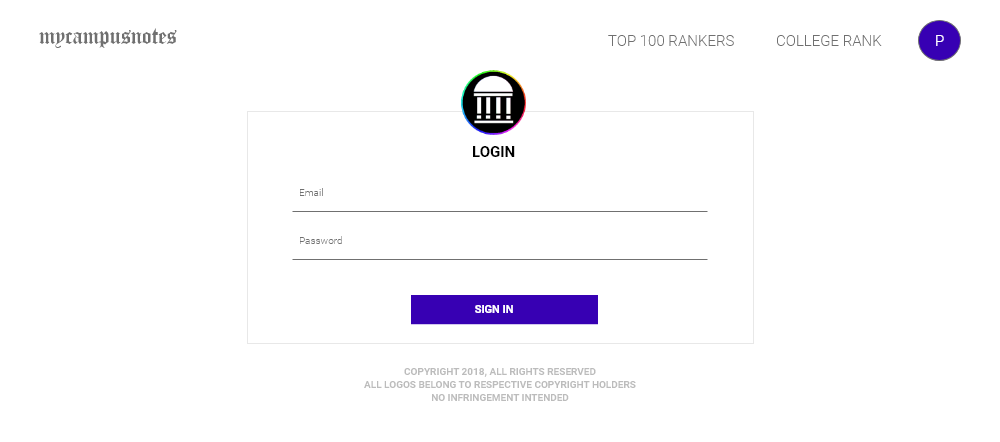 mycampusnotes
TOP 100 RANKERS
COLLEGE RANK
P
LOGIN
Email
Password
SIGN IN
COPYRIGHT 2018, ALL RIGHTS RESERVED
ALL LOGOS BELONG TO RESPECTIVE COPYRIGHT HOLDERS
NO INFRINGEMENT INTENDED